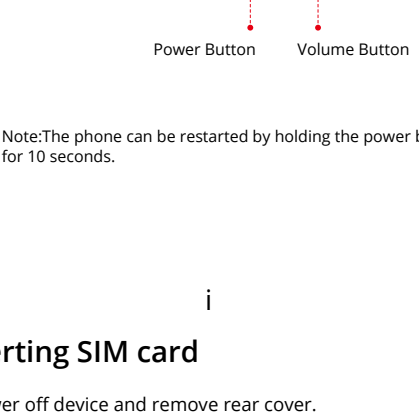 Power Button Volume Button
Note:The phone can be restarted by holding the power
for 10 seconds.
i
rting SIM card
er off device and remove rear cover.